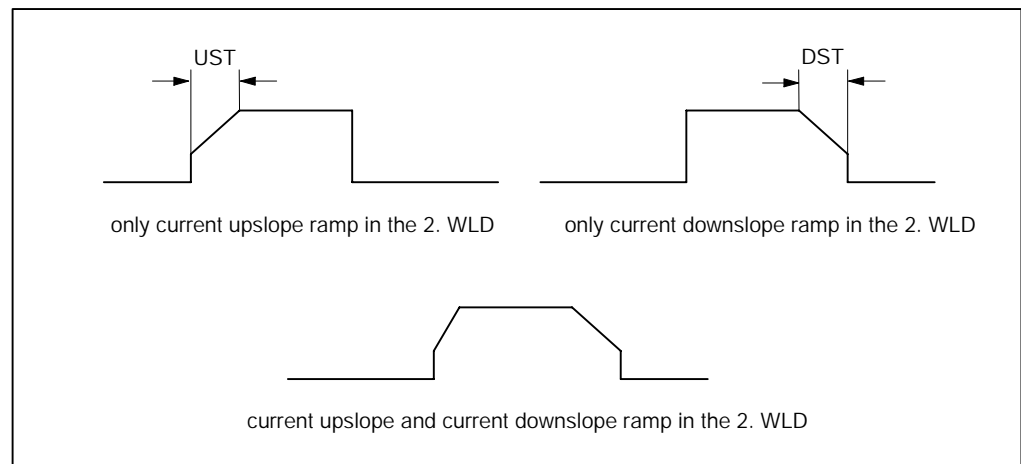 UST
DST
only current upslope ramp in the 2. WLD
only current downslope ramp in the 2. WLD
current upslope and current downslope ramp in the 2. WLD